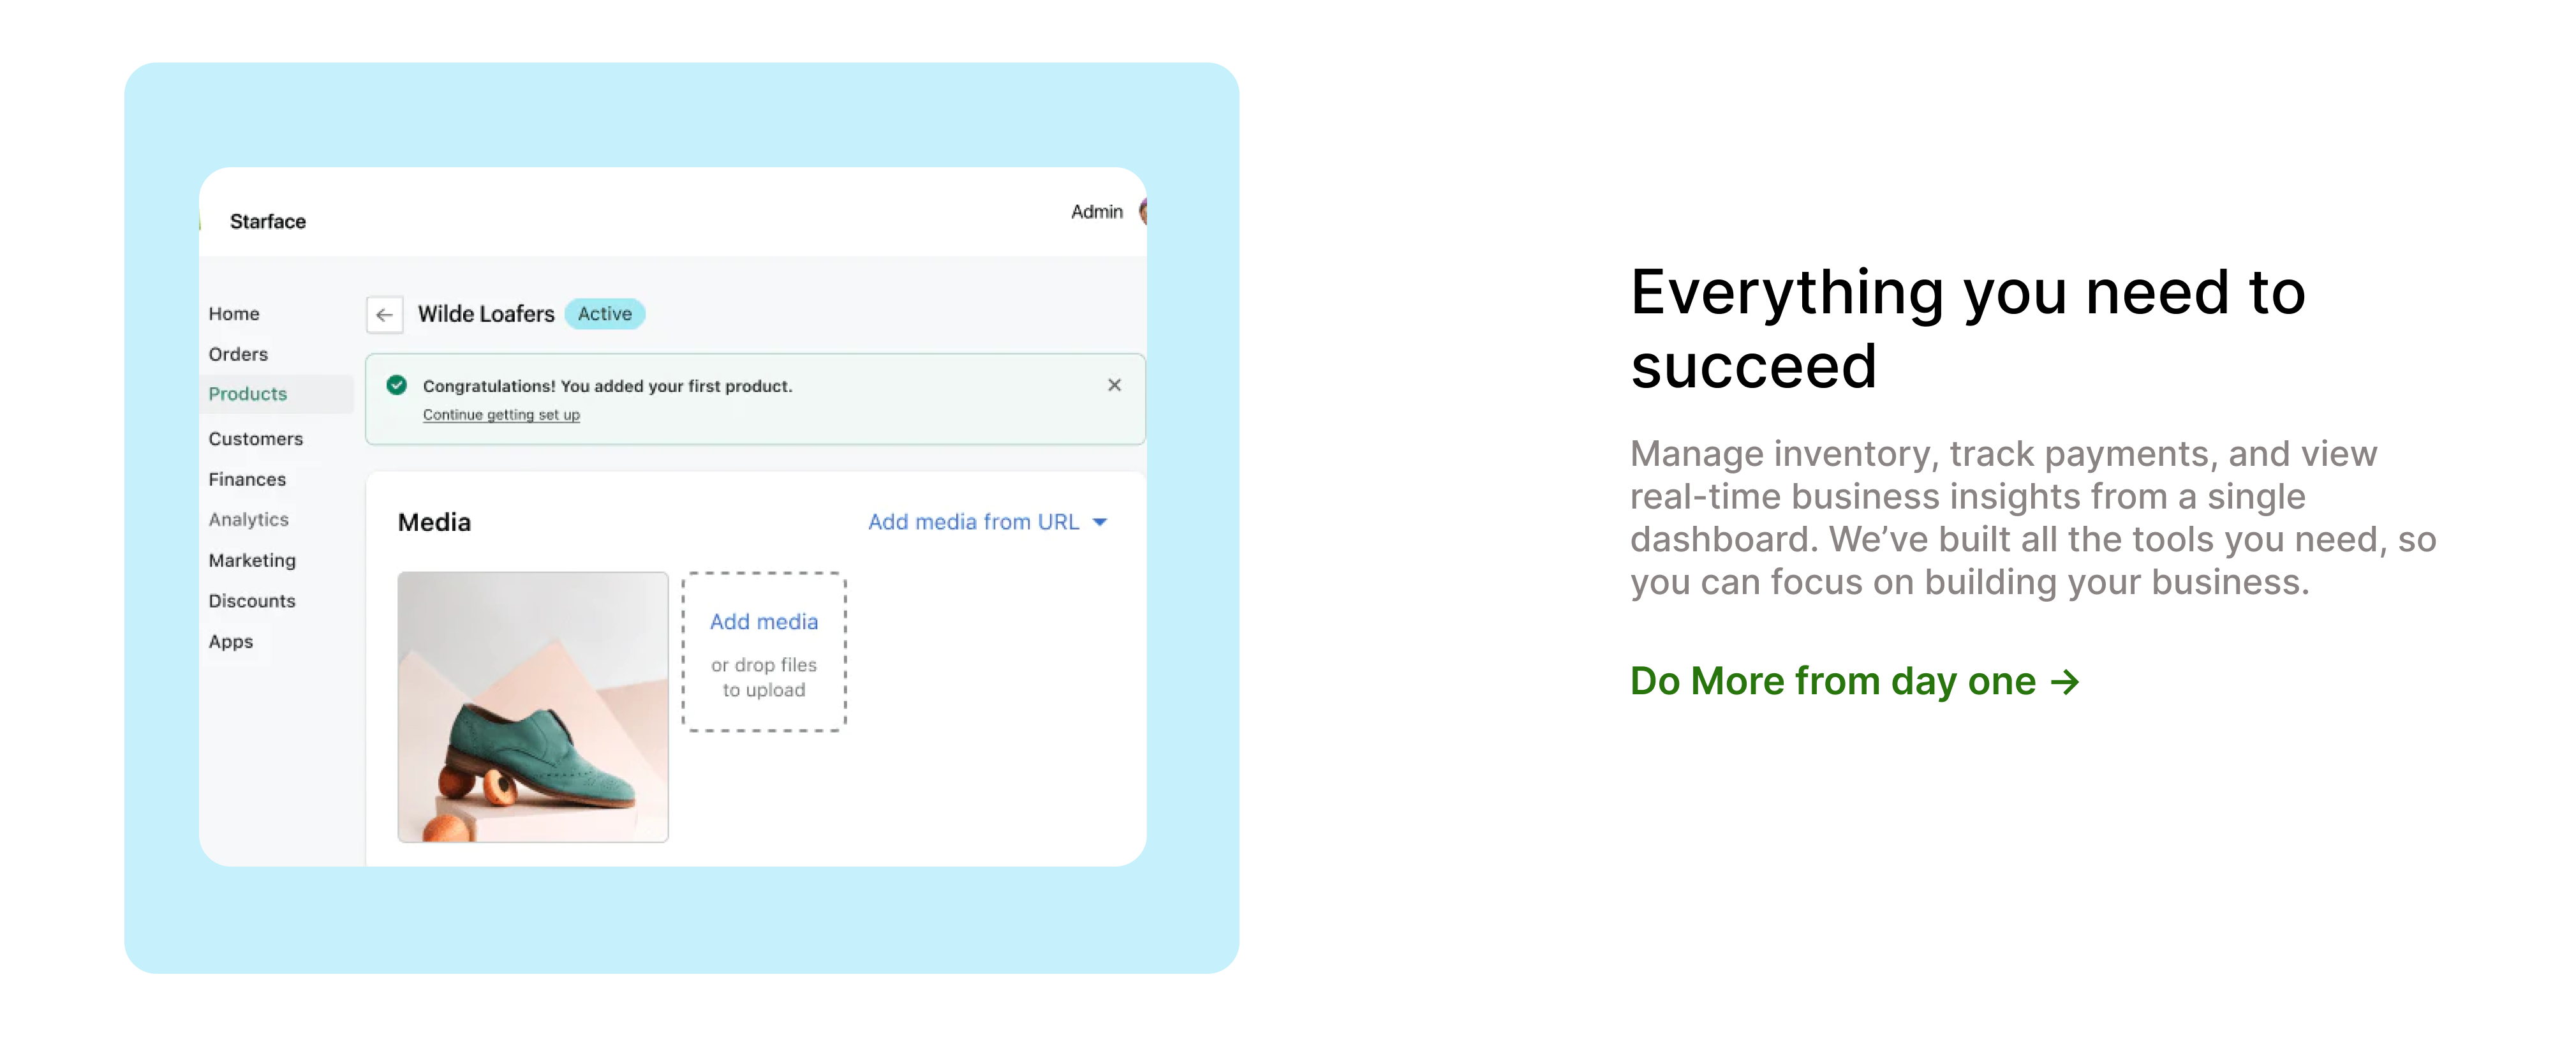 Starface
Admin
Home
Orders
Products
Customers
Finances
Analytics
Marketing
Discounts
Apps
Wilde Loafers
Active
Congratulations! You added your first product.
Continue getting set up
Media
Add media from URL
Add media
or drop files
to upload
Everything you need to
succeed
Manage inventory, track payments, and view
real-time business insights from a single
dashboard. We’ve built all the tools you need, so
you can focus on building your business.
Do More from day one →